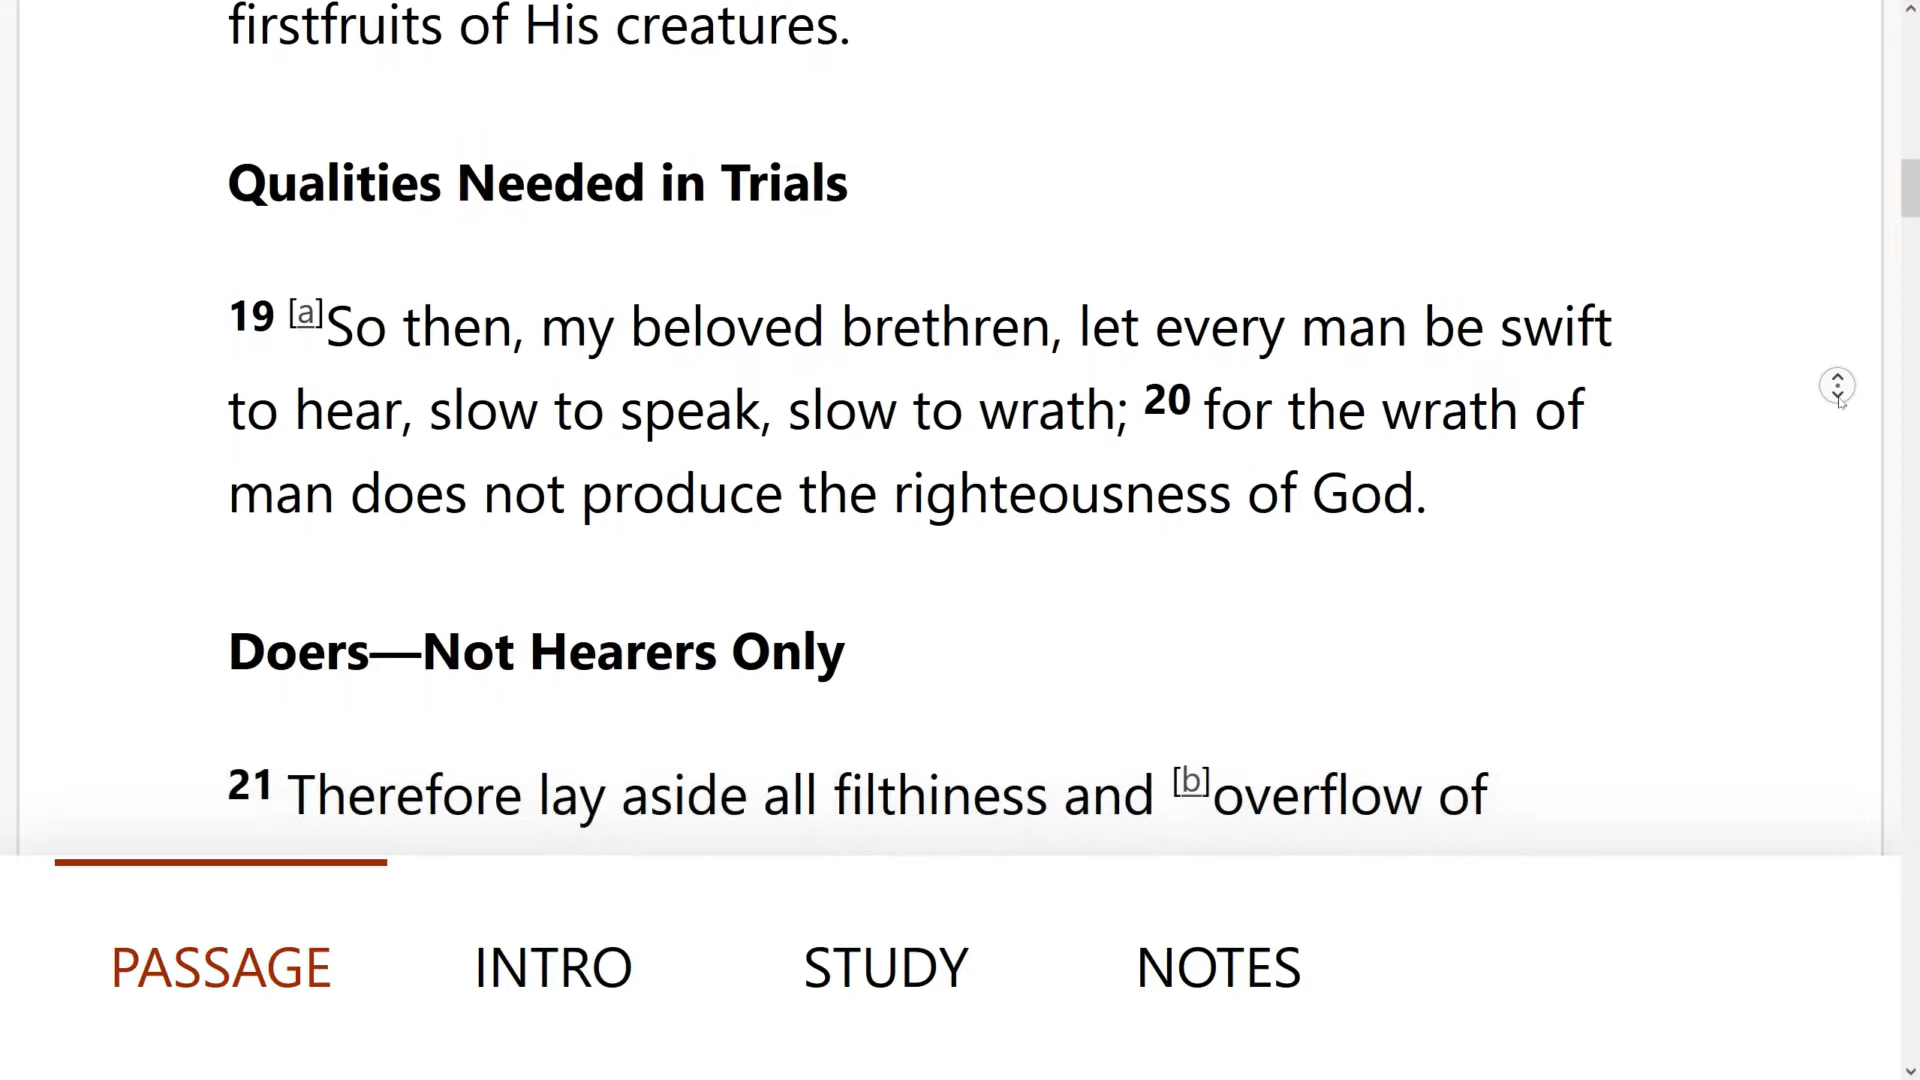 firstfruits of His creatures.
Qualities Needed in Trials
19 [a]So then, my beloved brethren, let every man be swift
to hear, slow to speak, slow to wrath; 20 for the wrath of
man does not produce the righteousness of God.
Doers—Not Hearers Only
21 Therefore lay aside all filthiness and [b]overflow of
PASSAGE INTRO STUDY NOTES